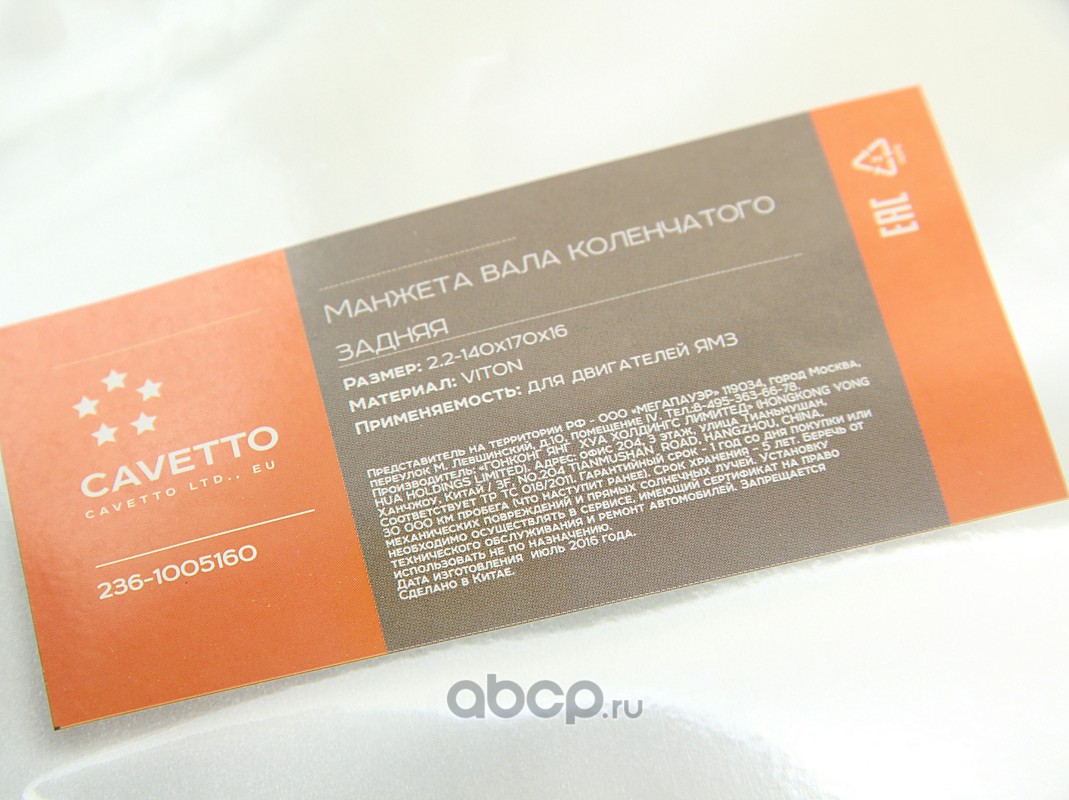 CAVETTO
CAVETTO LTD., EU
236-1005160
МАНЖЕТА ВАЛА КОЛЕНЧАТОГО
ЗАДНЯЯ
РАЗМЕР: 2.2-140X170X16
МАТЕРИАЛ: VITON
ПРИМЕНЯЕМОСТЬ: ДЛЯ ДВИГАТЕЛЕЙ ЯМЗ
ПРЕДСТАВИТЕЛЬ НА ТЕРРИТОРИИ РФ - ООО «МЕГАПАУЭР» 119034, ГОРОД МОСКВА,
ПЕРЕУЛОК М. ЛЕВШИНСКИЙ, Д.10, ПОМЕЩЕНИЕ IV. ТЕЛ.:8-495-363-66-78.
ПРОИЗВОДИТЕЛЬ: «ГОНКОНГ ЯНГ ХУА ХОЛДИНГС ЛИМИТЕД» (HONGKONG YONG
HUA HOLDINGS LIMITED). АДРЕС: ОФИС 204, 3 ЭТАЖ, УЛИЦА ТИАНЬМУШАН,
ХАНЧЖОУ, КИТАЙ / 3F, NO.204 TIANMUSHAN ROAD, HANGZHOU, CHINA.
СООТВЕТСТВУЕТ ТР ТС 018/2011. ГАРАНТИЙНЫЙ СРОК - 1 ГОД СО ДНЯ ПОКУПКИ ИЛИ
30 000 КМ ПРОБЕГА (ЧТО НАСТУПИТ РАНЕЕ). СРОК ХРАНЕНИЯ - 5 ЛЕТ. БЕРЕЧЬ ОТ
МЕХАНИЧЕСКИХ ПОВРЕЖДЕНИЙ И ПРЯМЫХ СОЛНЕЧНЫХ ЛУЧЕЙ. УСТАНОВКУ
НЕОБХОДИМО ОСУЩЕСТВЛЯТЬ В СЕРВИСЕ, ИМЕЮЩИМ СЕРТИФИКАТ НА ПРАВО
ТЕХНИЧЕСКОГО ОБСЛУЖИВАНИЯ И РЕМОНТ АВТОМОБИЛЕЙ. ЗАПРЕЩАЕТСЯ
ИСПОЛЬЗОВАТЬ НЕ ПО НАЗНАЧЕНИЮ.
ДАТА ИЗГОТОВЛЕНИЯ ИЮЛЬ 2016 ГОДА.
СДЕЛАНО В КИТАЕ.
EAC
abcp.ru